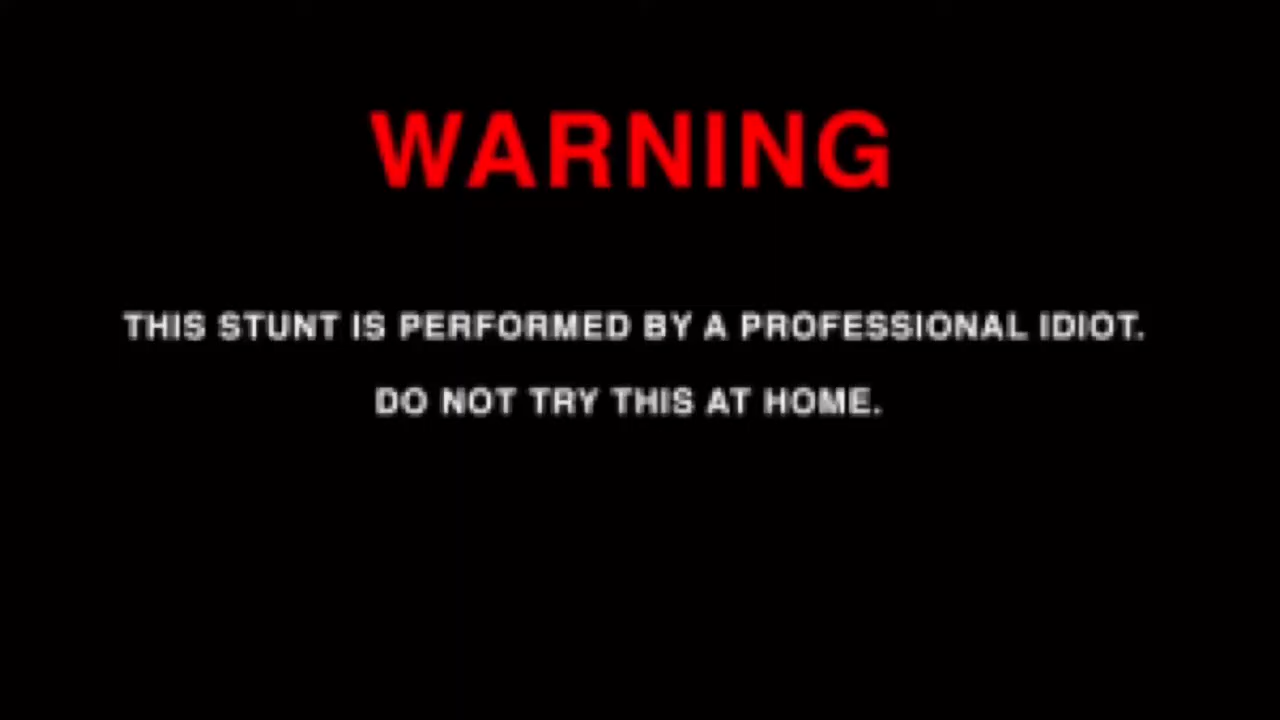 WARNING
THIS STUNT IS PERFORMED BY A PROFESSIONAL IDIOT.
DO NOT TRY THIS AT HOME.